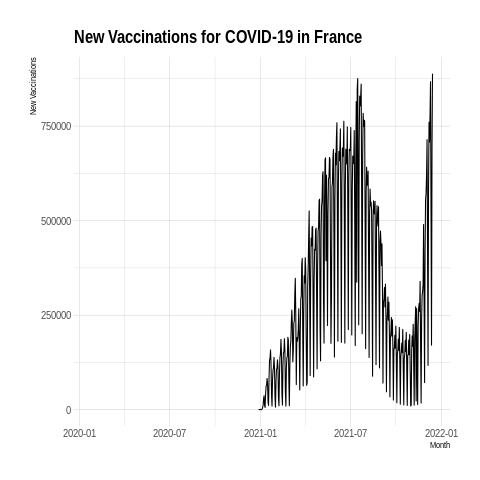 New Vaccinations for COVID-19 in France
New Vaccinations
750000
500000
250000
0
2020-01 2020-07 2021-01 2021-07 2022-01
Month